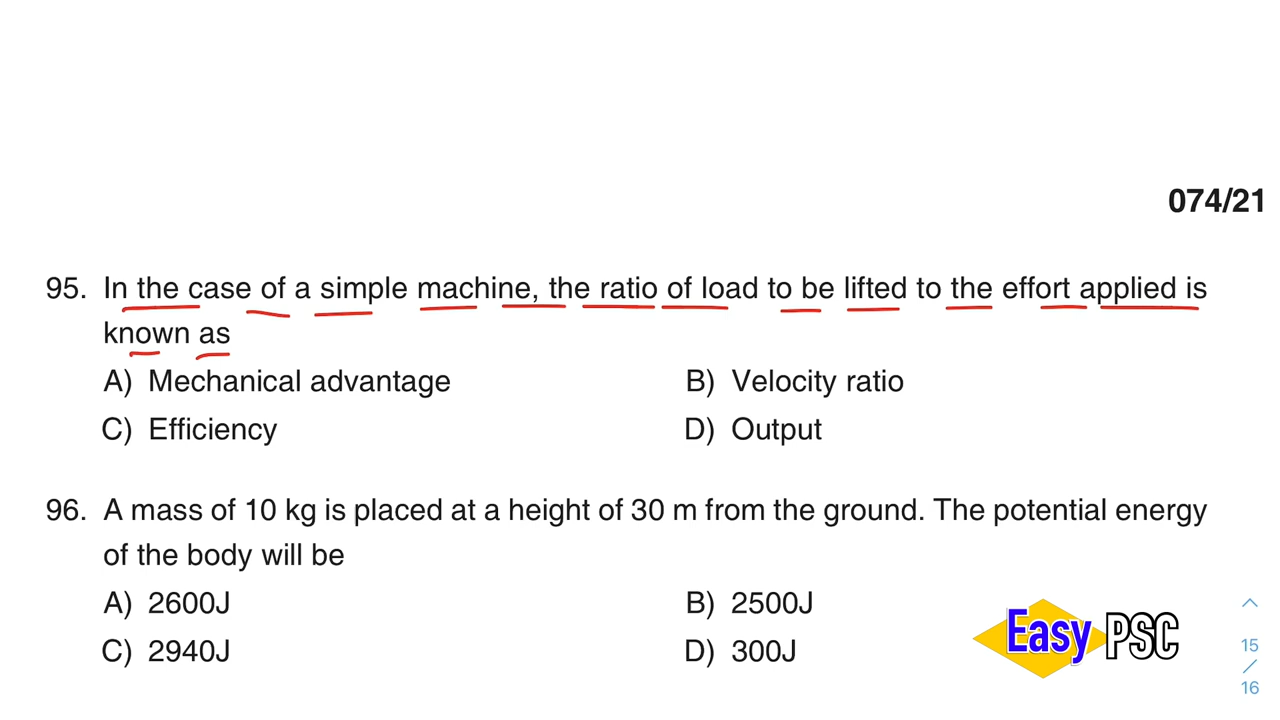 074/21
95. In the case of a simple machine, the ratio of load to be lifted to the effort applied is
known as
A) Mechanical advantage B) Velocity ratio
C) Efficiency D) Output
96. A mass of 10 kg is placed at a height of 30 m from the ground. The potential energy
of the body will be
A) 2600J B) 2500J
C) 2940J D) 300J
Easy PSC
15
/
16